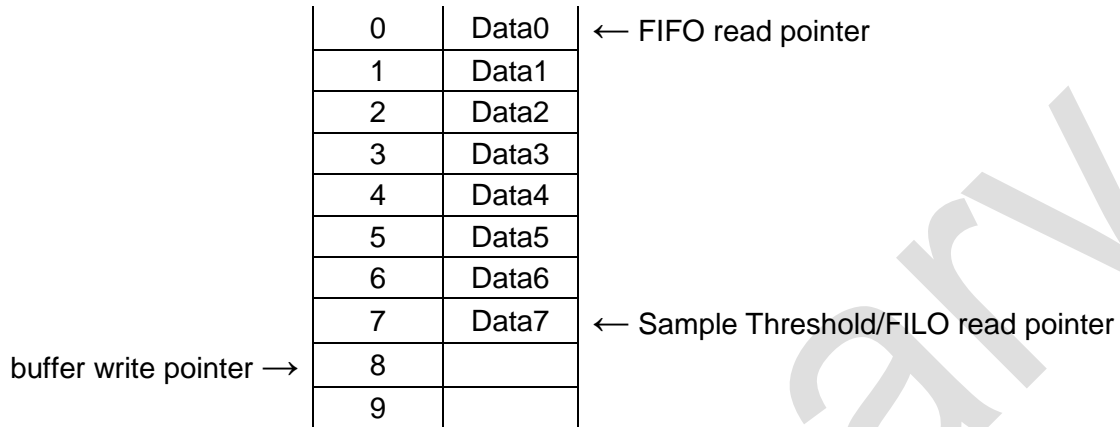 0 Data0 ← FIFO read pointer
1 Data1
2 Data2
3 Data3
4 Data4
5 Data5
6 Data6
7 Data7 ← Sample Threshold/FILO read pointer
buffer write pointer → 8
9
ary